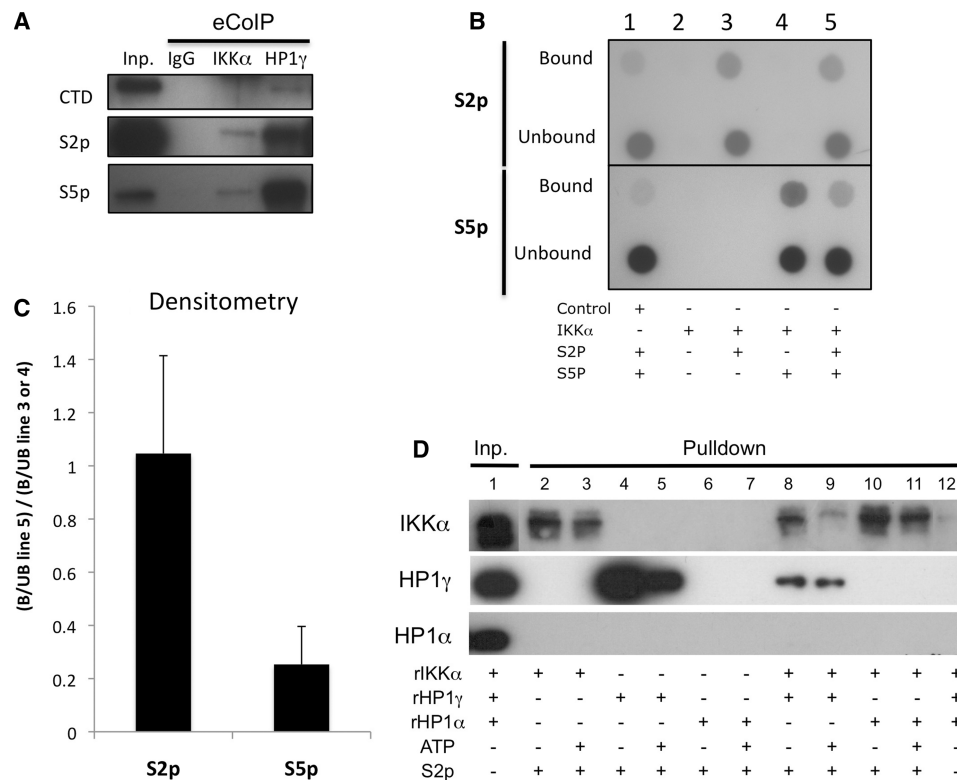 A
eCoIP
Inp. IgG IKKα HP1γ
CTD
S2p
S5p
B
1 2 3 4 5
S2p
Bound
Unbound
S5p
Bound
Unbound
Control + - - - -
IKKα - + + + +
S2P + - + - +
S5P + - - + +
C
Densitometry
(B/UB line 5) / (B/UB line 3 or 4)
1.6
1.4
1.2
1
0.8
0.6
0.4
0.2
0
S2p S5p
D
Inp. Pulldown
1 2 3 4 5 6 7 8 9 10 11 12
IKKα
HP1γ
HP1α
rIKKα + + + - - - - + + + + +
rHP1γ + - - + + - - + + - - +
rHP1α + - - - - + + - - + + +
ATP - - + - + - + - + - + -
S2p - + + + + + + + + + + -